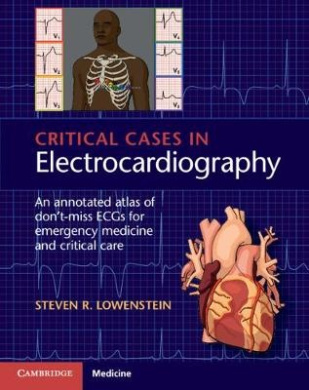 V₁
V₄
V₂
V₅
V₃
V₆
CRITICAL CASES IN
Electrocardiography
An annotated atlas of
don't-miss ECGs for
emergency medicine
and critical care
STEVEN R. LOWENSTEIN
CAMBRIDGE Medicine